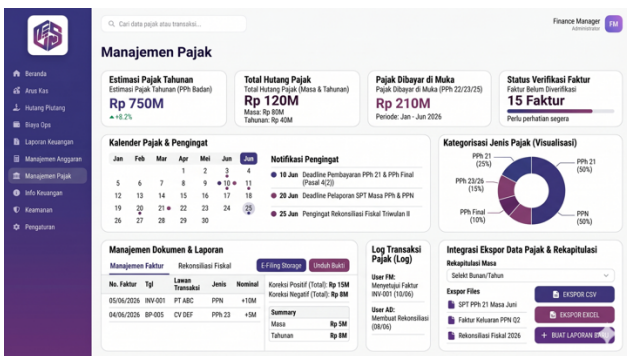 Cari data pajak atau transaksi...
Finance Manager
Administrator
FM
Manajemen Pajak
Beranda
Arus Kas
Hutang Piutang
Biaya Ops
Laporan Keuangan
Manajemen Anggaran
Manajemen Pajak
Info Keuangan
Keamanan
Pengaturan
Estimasi Pajak Tahunan
Estimasi Pajak Tahunan (PPh Badan)
Rp 750M
+8.2%
Total Hutang Pajak
Total Hutang Pajak (Masa & Tahunan)
Rp 120M
Masa: Rp 80M
Tahunan: Rp 40M
Pajak Dibayar di Muka
Pajak Dibayar di Muka (PPh 22/23/25)
Rp 210M
Periode: Jan - Jun 2026
Status Verifikasi Faktur
Faktur Belum Diverifikasi
15 Faktur
Perlu perhatian segera
Kalender Pajak & Pengingat
Jan Feb Mar Apr Mei Jun Jun
1 2 3 4
5 6 7 8 9 10 11
12 13 14 15 16 17 18
19 20 21 22 23 24 25
26 27 28 29 30
Notifikasi Pengingat
10 Jun Deadline Pembayaran PPh 21 & PPh Final (Pasal 4(2))
20 Jun Deadline Pelaporan SPT Masa PPh & PPN
25 Jun Pengingat Rekonsiliasi Fiskal Triwulan II
Kategorisasi Jenis Pajak (Visualisasi)
PPh 21
(25%)
PPh 23/26
(15%)
PPh Final
(10%)
PPh 21
(50%)
PPN
(50%)
Manajemen Dokumen & Laporan
Manajemen Faktur Rekonsiliasi Fiskal
E-Filing Storage Unduh Bukti
No. Faktur Tgl Lawan Transaksi Jenis Nominal
05/06/2026 INV-001 PT ABC PPN +10M
04/06/2026 BP-005 CV DEF PPh 23 +5M
Koreksi Positif (Total): Rp 15M
Koreksi Negatif (Total): Rp 8M
Summary
Masa Rp 5M
Tahunan Rp 8M
Log Transaksi
Pajak (Log)
User FM:
Menyetujui Faktur
INV-001 (10/06)
User AD:
Membuat Rekonsiliasi
(08/06)
Integrasi Ekspor Data Pajak & Rekapitulasi
Rekapitulasi Masa
Selekt Bunan/Tahun
Exspor Files
SPT PPh 21 Masa Juni
Faktur Keluaran PPN Q2
Rekonsiliasi Fiskal 2026
EKSPOR CSV
EKSPOR EXCEL
+ BUAT LAPORAN